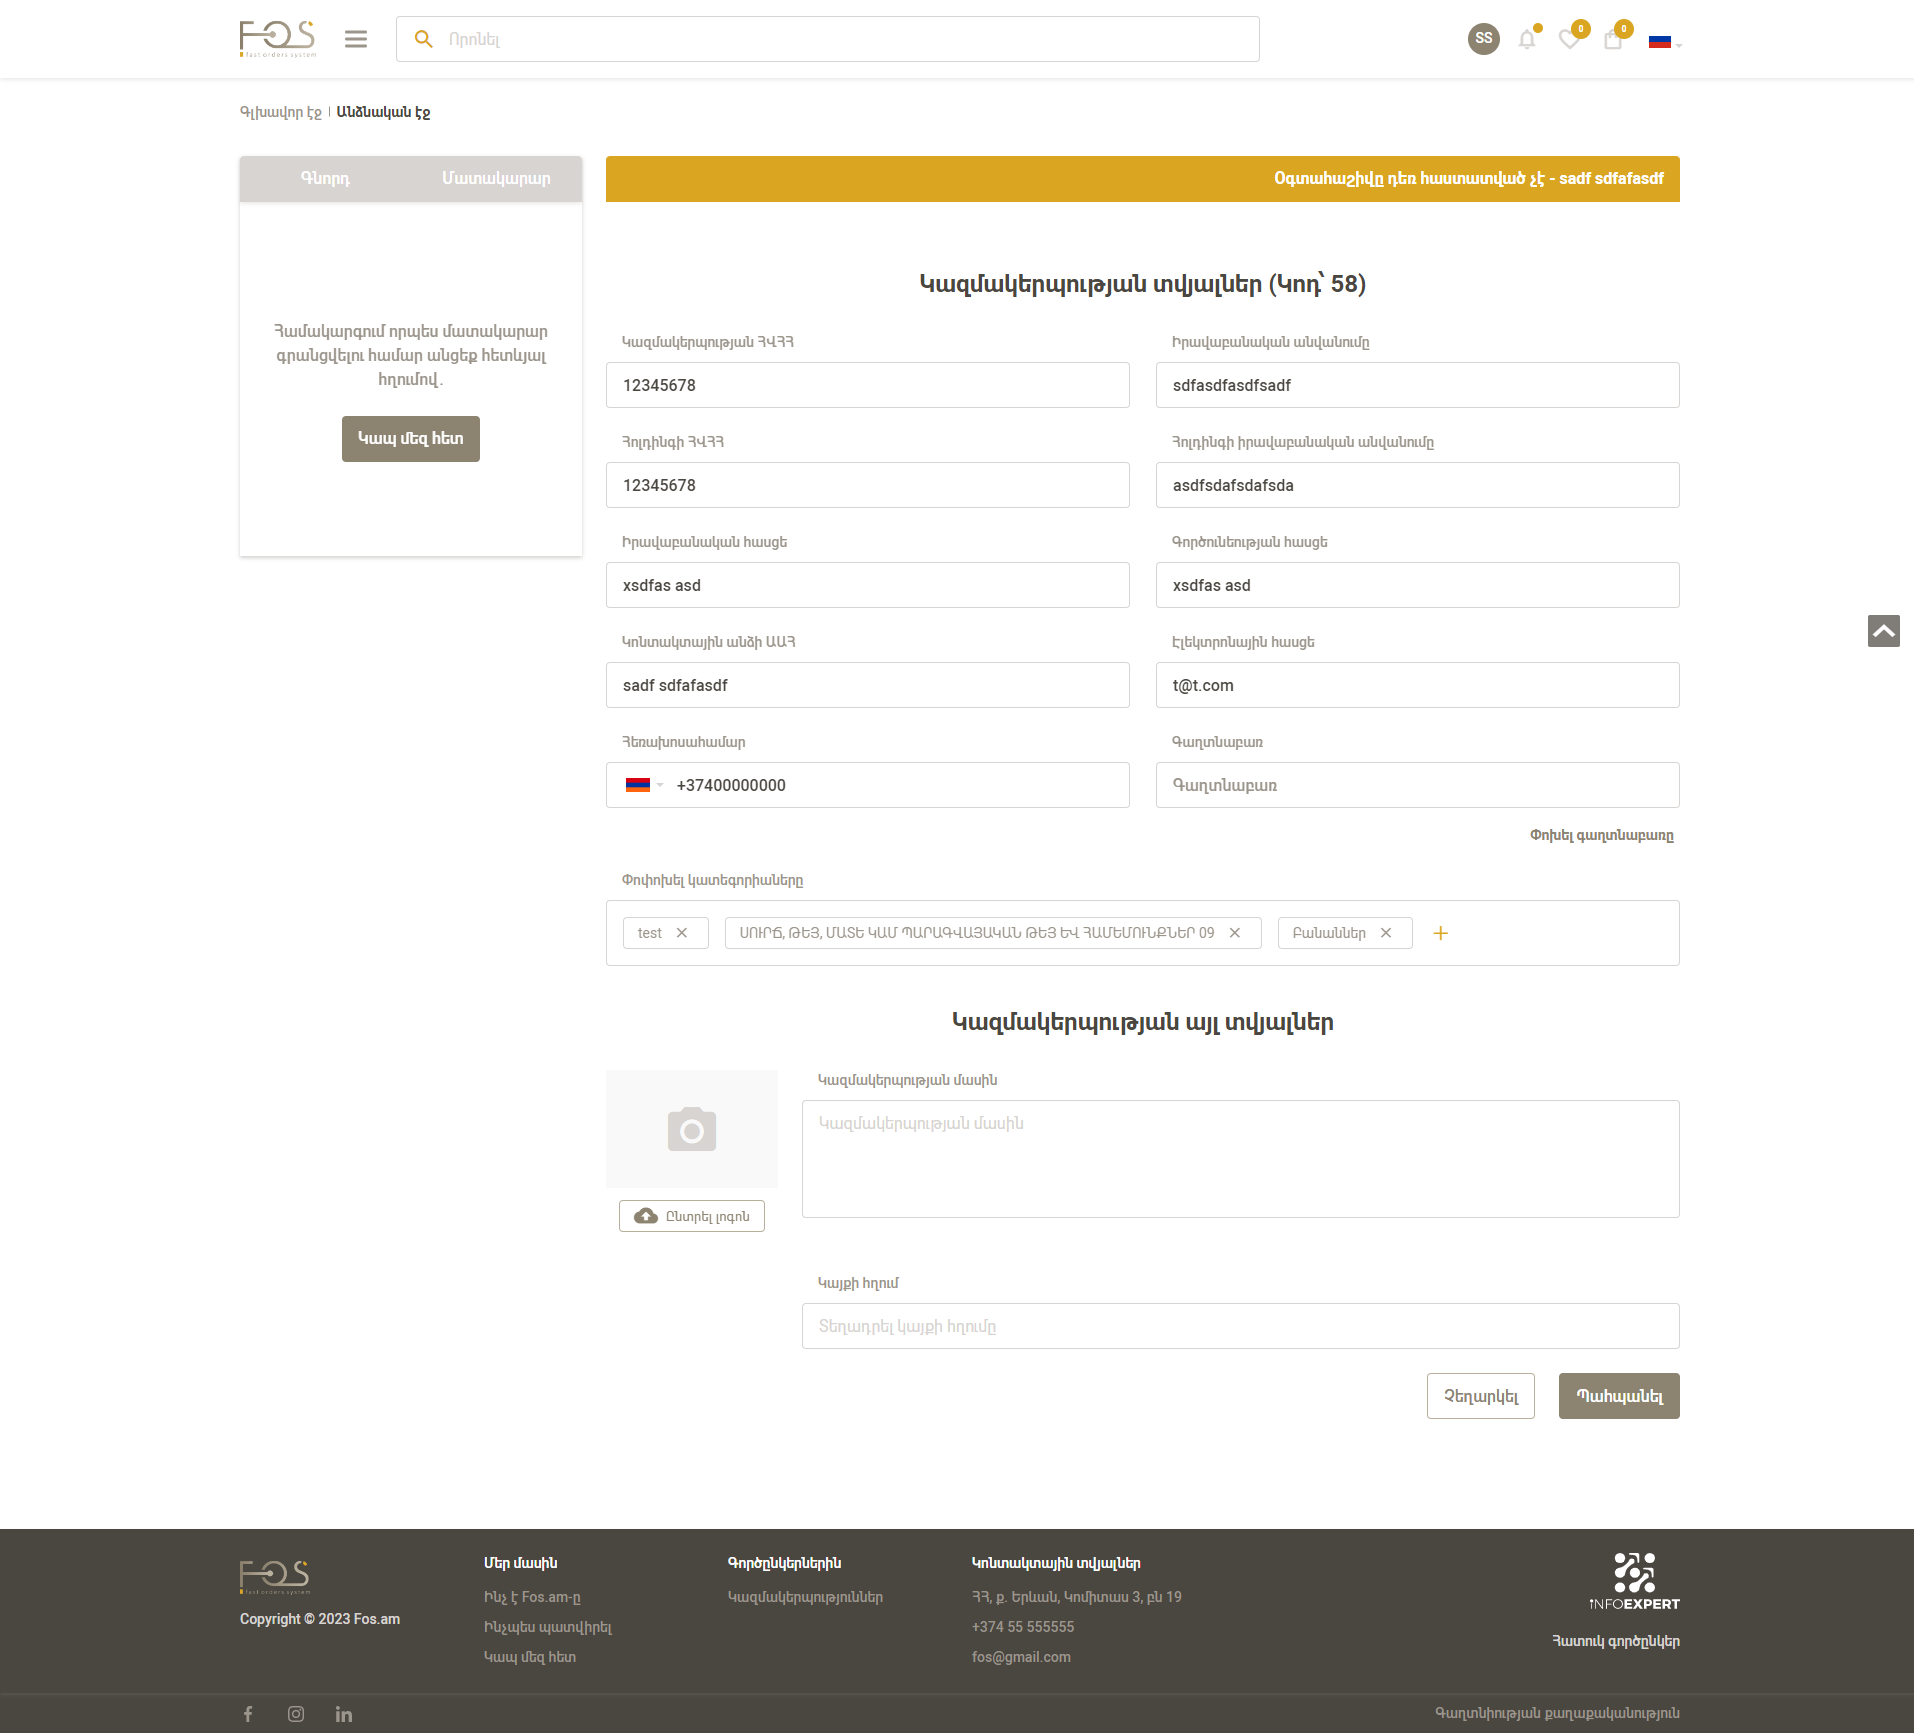 FOS
fast orders system
Որոնել
SS
0
0
Գլխավոր էջ | Անձնական էջ
Գնորդ
Մատակարար
Համակարգում որպես մատակարար
գրանցվելու համար անցեք հետևյալ
հղումով.
Կապ մեզ հետ
Օգտահաշիվը դեռ հաստատված չէ - sadf sdfafasdf
Կազմակերպության տվյալներ (Կոդ՝ 58)
Կազմակերպության ՀՎՀՀ
12345678
Իրավաբանական անվանումը
sdfasdfasdfsadf
Հոլդինգի ՀՎՀՀ
12345678
Հոլդինգի իրավաբանական անվանումը
asdfsdafsdafsda
Իրավաբանական հասցե
xsdfas asd
Գործունեության հասցե
xsdfas asd
Կոնտակտային անձի ԱԱՀ
sadf sdfafasdf
Էլեկտրոնային հասցե
t@t.com
Հեռախոսահամար
+37400000000
Գաղտնաբառ
Գաղտնաբառ
Փոխել գաղտնաբառը
Փոփոխել կատեգորիաները
test
ՍՈՒՐՃ, ԹԵՅ, ՄԱՏԵ ԿԱՄ ՊԱՐԱԳՎԱՅԱԿԱՆ ԹԵՅ ԵՎ ՀԱՄԵՄՈՒՆՔՆԵՐ 09
Բանաններ
Կազմակերպության այլ տվյալներ
Ընտրել լոգոն
Կազմակերպության մասին
Կազմակերպության մասին
Կայքի հղում
Տեղադրել կայքի հղումը
Չեղարկել
Պահպանել
FOS
fast orders system
Copyright © 2023 Fos.am
Մեր մասին
Ինչ է Fos.am-ը
Ինչպես պատվիրել
Կապ մեզ հետ
Գործընկերներին
Կազմակերպություններ
Կոնտակտային տվյալներ
ՀՀ, ք. Երևան, Կոմիտաս 3, բն 19
+374 55 555555
fos@gmail.com
INFOEXPERT
Հատուկ գործընկեր
Գաղտնիության քաղաքականություն